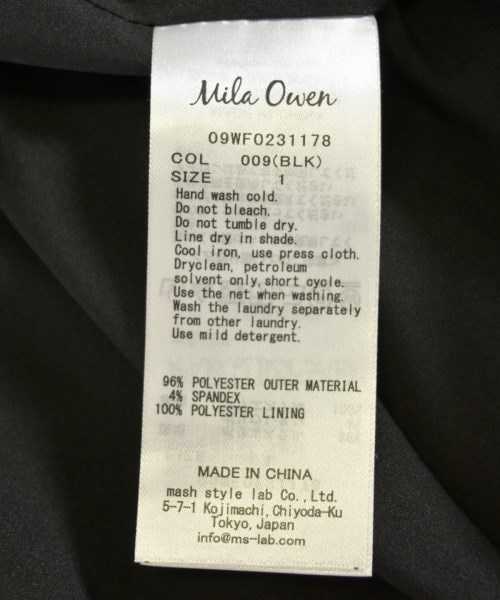 Mila Owen
09WF0231178
COL 009(BLK)
SIZE 1
Hand wash cold.
Do not bleach.
Do not tumble dry.
Line dry in shade.
Cool iron, use press cloth.
Dryclean, petroleum
solvent only, short cycle.
Use the net when washing.
Wash the laundry separately
from other laundry.
Use mild detergent.
96% POLYESTER OUTER MATERIAL
4% SPANDEX
100% POLYESTER LINING
MADE IN CHINA
mash style lab Co., Ltd.
5-7-1 Kojimachi, Chiyoda-Ku
Tokyo, Japan
info@ms-lab.com